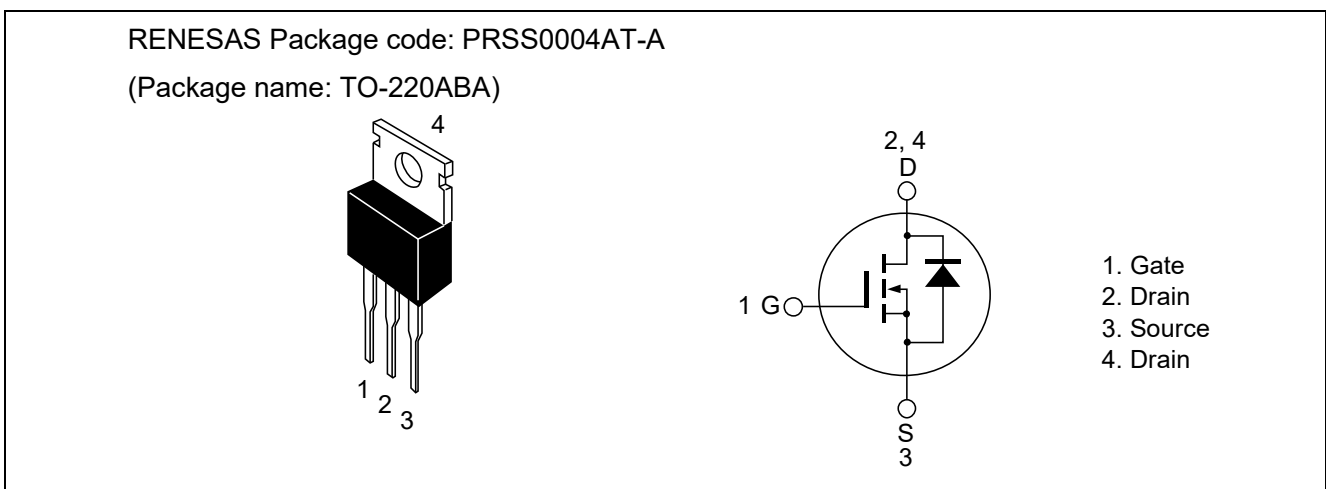 RENESAS Package code: PRSS0004AT-A
(Package name: TO-220ABA)
4
1
2
3
2, 4
D
1 G
S
3
1. Gate
2. Drain
3. Source
4. Drain